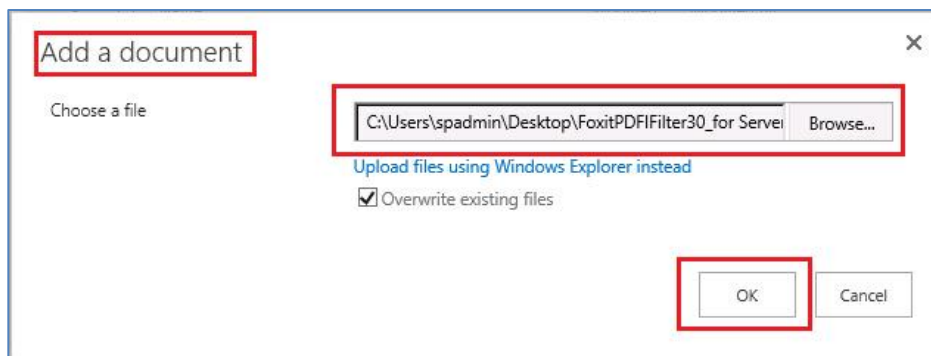 Add a document
Choose a file
C:\Users\spadmin\Desktop\FoxitPDFIFilter30_for Server Browse...
Upload files using Windows Explorer instead
Overwrite existing files
OK Cancel